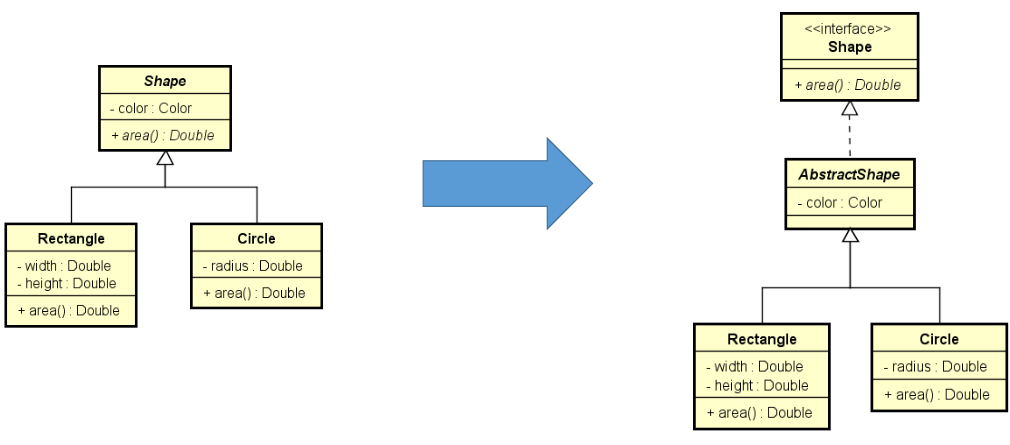 Shape
- color : Color
+ area() : Double
Rectangle
- width : Double
- height : Double
+ area() : Double
Circle
- radius : Double
+ area() : Double
<<interface>>
Shape
+ area() : Double
AbstractShape
- color : Color
Rectangle
- width : Double
- height : Double
+ area() : Double
Circle
- radius : Double
+ area() : Double